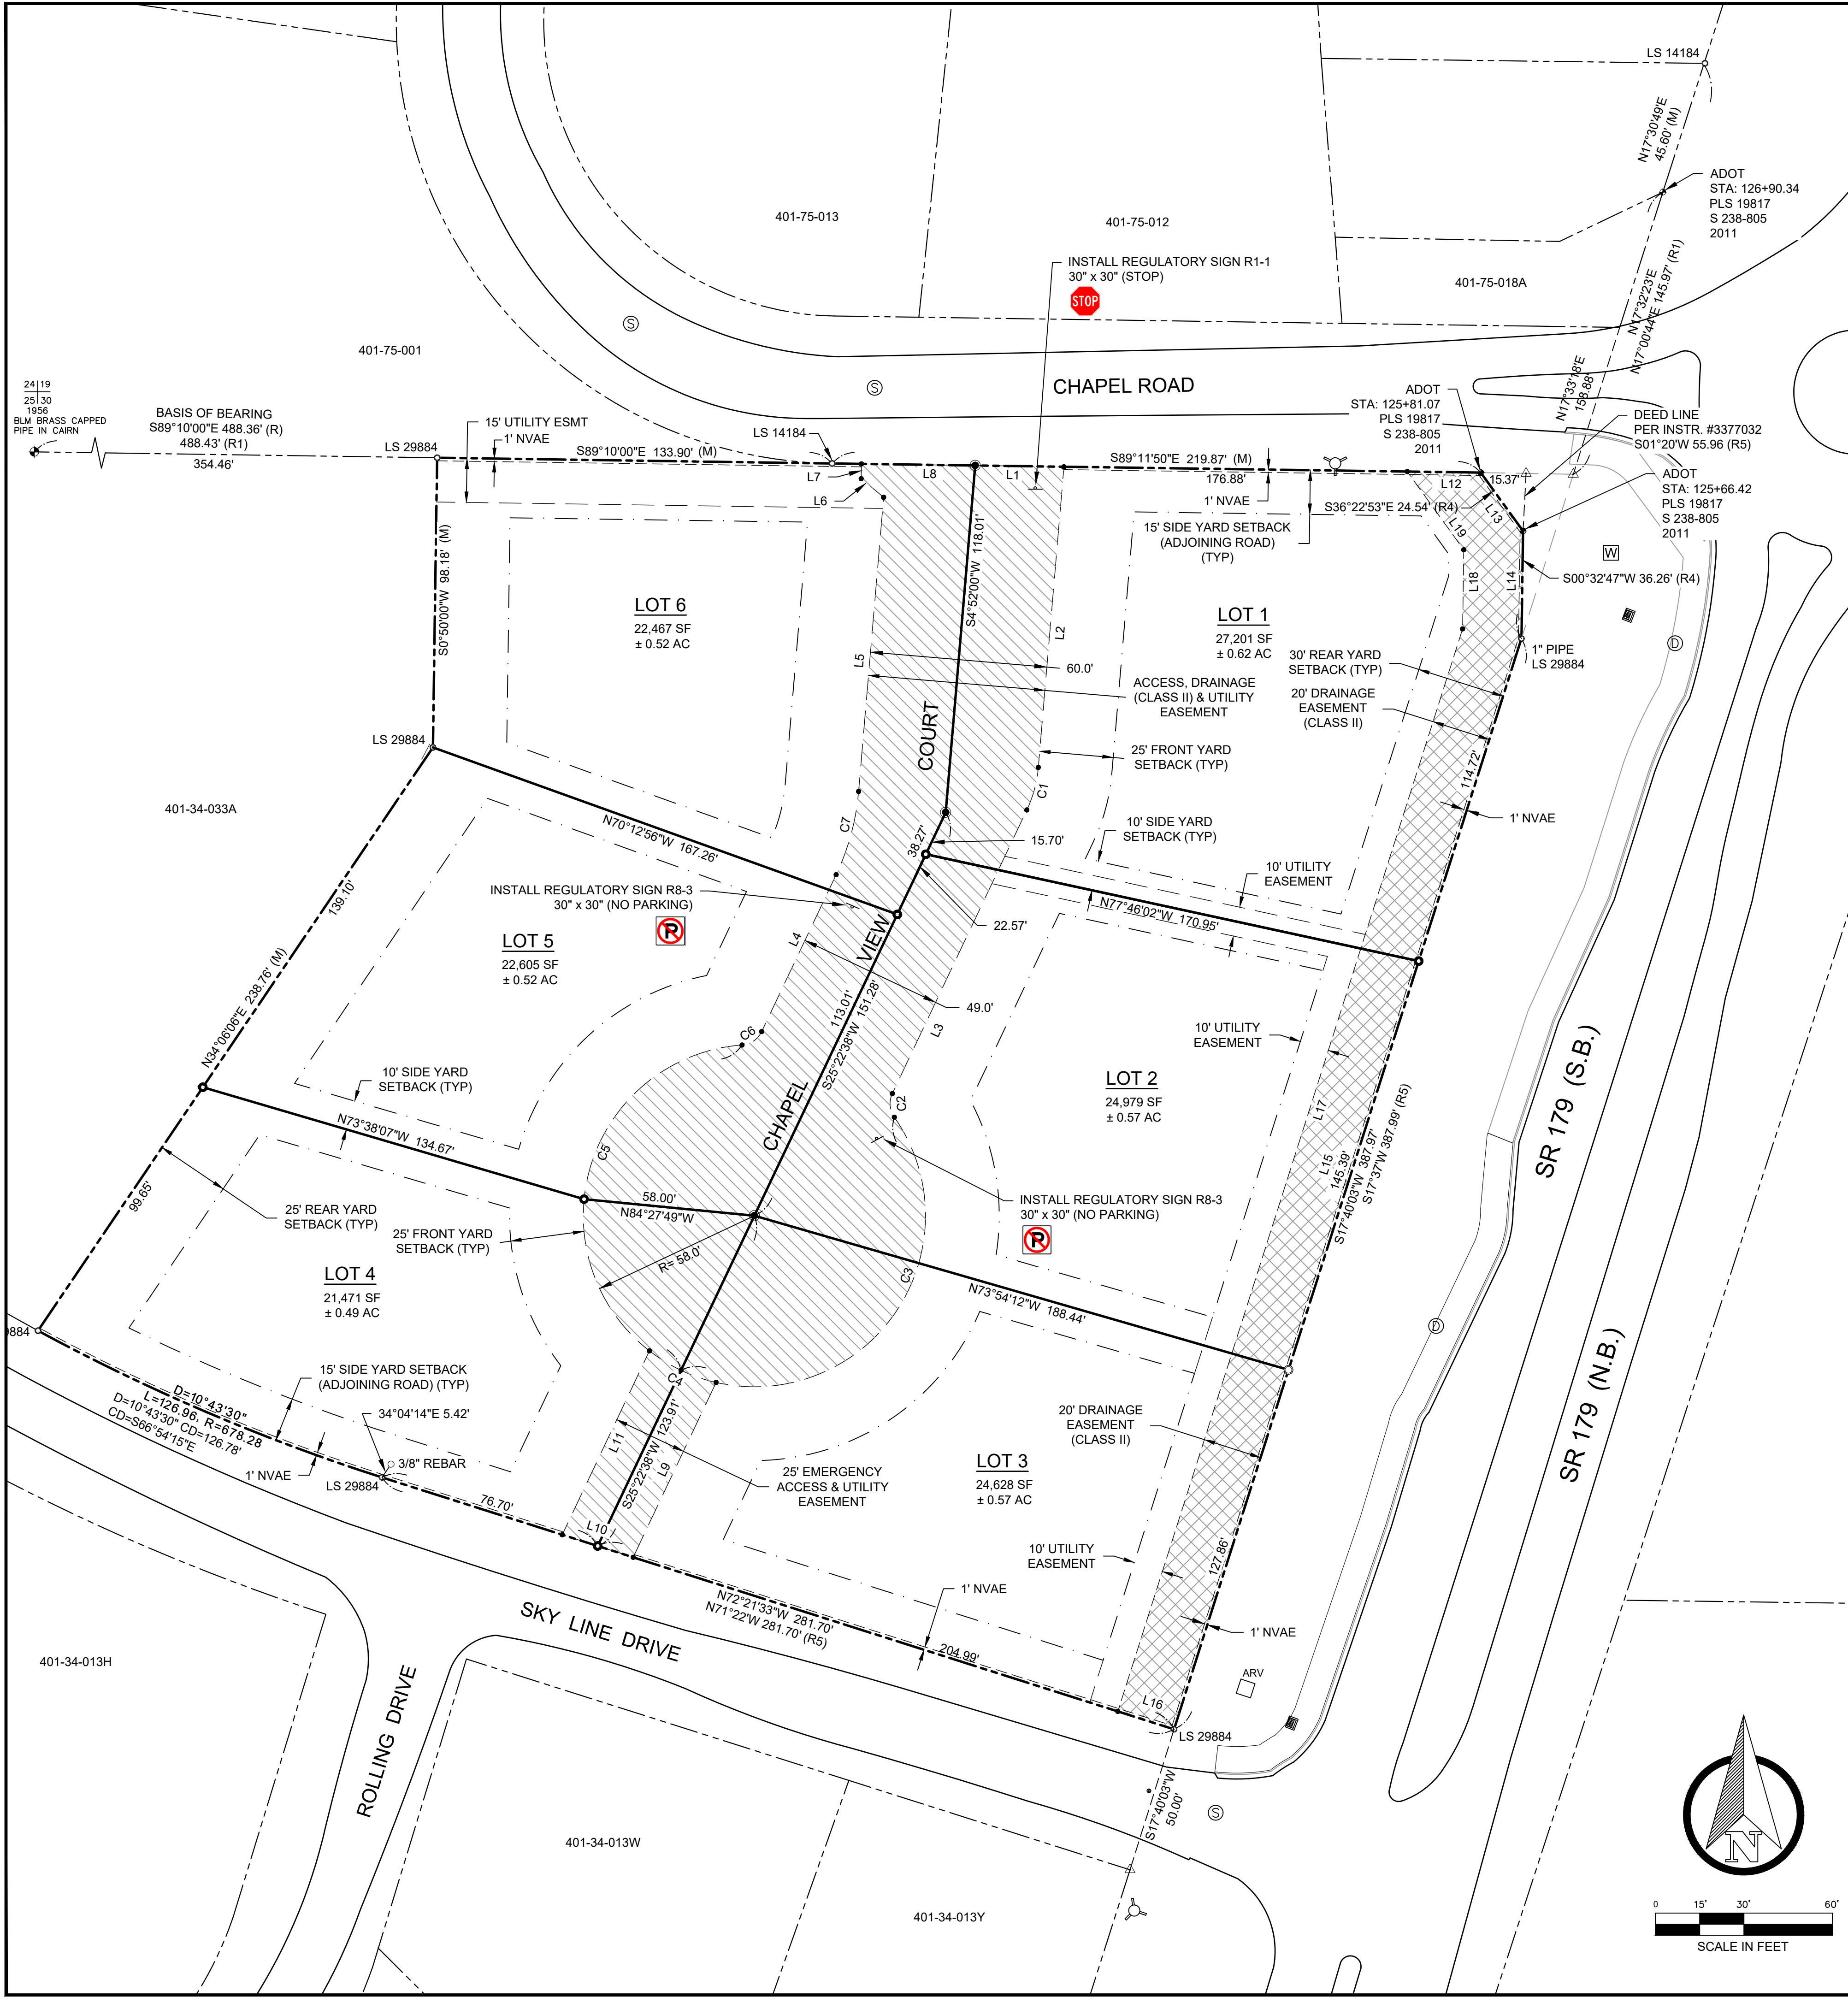 LS 14184
N17°30'49"E
45.60' (M)
ADOT
STA: 126+90.34
PLS 19817
S 238-805
2011
401-75-013
401-75-012
INSTALL REGULATORY SIGN R1-1
30" x 30" (STOP)
STOP
401-75-018A
N17°32'23"E
N17°00'44"E 145.97' (R1)
S
401-75-001
S
CHAPEL ROAD
N17°33'18"E
158.88'
24|19
25|30
1956
BLM BRASS CAPPED
PIPE IN CAIRN
BASIS OF BEARING
S89°10'00"E 488.36' (R)
488.43' (R1)
354.46'
15' UTILITY ESMT
1' NVAE
LS 29884
S89°10'00"E 133.90' (M)
LS 14184
L7
L6
L8
L1
S89°11'50"E 219.87' (M)
176.88'
1' NVAE
ADOT
STA: 125+81.07
PLS 19817
S 238-805
2011
DEED LINE
PER INSTR. #3377032
S01°20'W 55.96 (R5)
L12
15.37'
ADOT
STA: 125+66.42
PLS 19817
S 238-805
2011
S36°22'53"E 24.54' (R4)
L13
15' SIDE YARD SETBACK
(ADJOINING ROAD)
(TYP)
L19
L18
L14
W
S00°32'47"W 36.26' (R4)
S0°50'00"W 98.18' (M)
S4°52'00"W 118.01'
LOT 6
22,467 SF
± 0.52 AC
LOT 1
27,201 SF
± 0.62 AC
L5
L2
60.0'
30' REAR YARD
SETBACK (TYP)
1" PIPE
LS 29884
D
ACCESS, DRAINAGE
(CLASS II) & UTILITY
EASEMENT
20' DRAINAGE
EASEMENT
(CLASS II)
LS 29884
COURT
25' FRONT YARD
SETBACK (TYP)
114.72'
401-34-033A
C1
C7
N70°12'56"W 167.26'
38.27'
15.70'
10' SIDE YARD
SETBACK (TYP)
1' NVAE
139.10'
INSTALL REGULATORY SIGN R8-3
30" x 30" (NO PARKING)
P
10' UTILITY
EASEMENT
N77°46'02"W 170.95'
22.57'
LOT 5
22,605 SF
± 0.52 AC
L4
VIEW
N34°06'06"E 238.76' (M)
113.01'
S25°22'38"W 151.28'
49.0'
L3
10' UTILITY
EASEMENT
C6
10' SIDE YARD
SETBACK (TYP)
LOT 2
24,979 SF
± 0.57 AC
C2
L17
SR 179 (S.B.)
CHAPEL
N73°38'07"W 134.67'
C5
L15
145.39'
S17°40'03"W 387.97'
S17°37'W 387.99' (R5)
99.65'
58.00'
N84°27'49"W
INSTALL REGULATORY SIGN R8-3
30" x 30" (NO PARKING)
P
25' REAR YARD
SETBACK (TYP)
25' FRONT YARD
SETBACK (TYP)
R= 58.0'
C3
LOT 4
21,471 SF
± 0.49 AC
N73°54'12"W 188.44'
9884
D
15' SIDE YARD SETBACK
(ADJOINING ROAD) (TYP)
C4
D=10°43'30"
L=126.96, R=678.28
D=10°43'30" CD=126.78'
CD=S66°54'15"E
34°04'14"E 5.42'
3/8" REBAR
LS 29884
1' NVAE
L11
S25°22'38"W 123.91'
L9
20' DRAINAGE
EASEMENT
(CLASS II)
25' EMERGENCY
ACCESS & UTILITY
EASEMENT
LOT 3
24,628 SF
± 0.57 AC
SR 179 (N.B.)
76.70'
L10
10' UTILITY
EASEMENT
127.86'
1' NVAE
N72°21'33"W 281.70'
N71°22'W 281.70' (R5)
SKY LINE DRIVE
204.99'
1' NVAE
401-34-013H
ROLLING DRIVE
ARV
L16
LS 29884
S17°40'03"W
50.00'
S
401-34-013W
401-34-013Y
N
0 15' 30' 60'
SCALE IN FEET